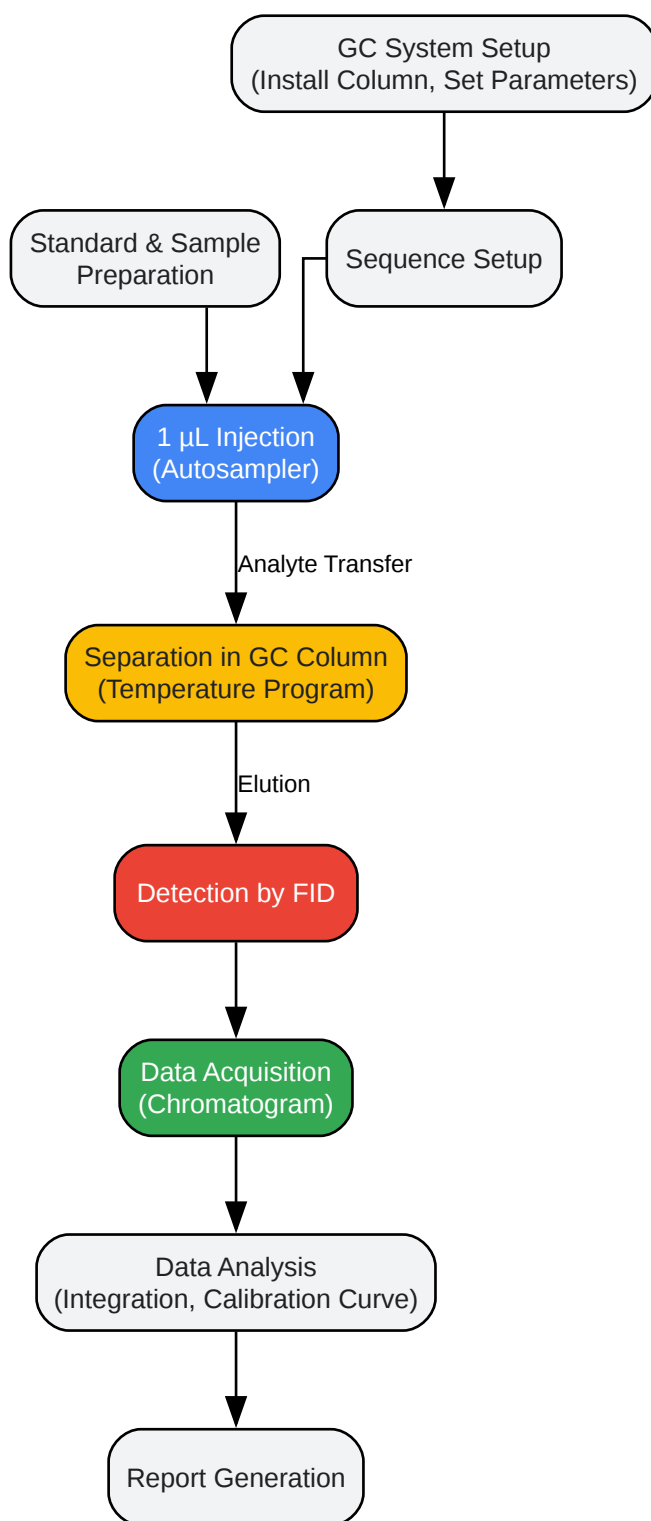 GC System Setup
(Install Column, Set Parameters)
Standard & Sample
Preparation
Sequence Setup
1 µL Injection
(Autosampler)
Analyte Transfer
Separation in GC Column
(Temperature Program)
Elution
Detection by FID
Data Acquisition
(Chromatogram)
Data Analysis
(Integration, Calibration Curve)
Report Generation